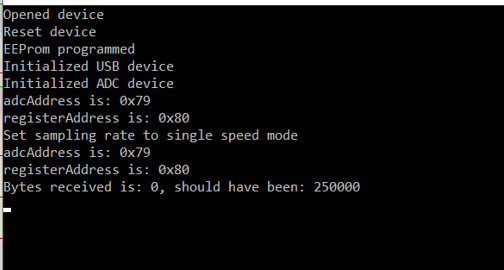 Opened device
Reset device
EEProm programmed
Initialized USB device
Initialized ADC device
adcAddress is: 0x79
registerAddress is: 0x80
Set sampling rate to single speed mode
adcAddress is: 0x79
registerAddress is: 0x80
Bytes received is: 0, should have been: 250000